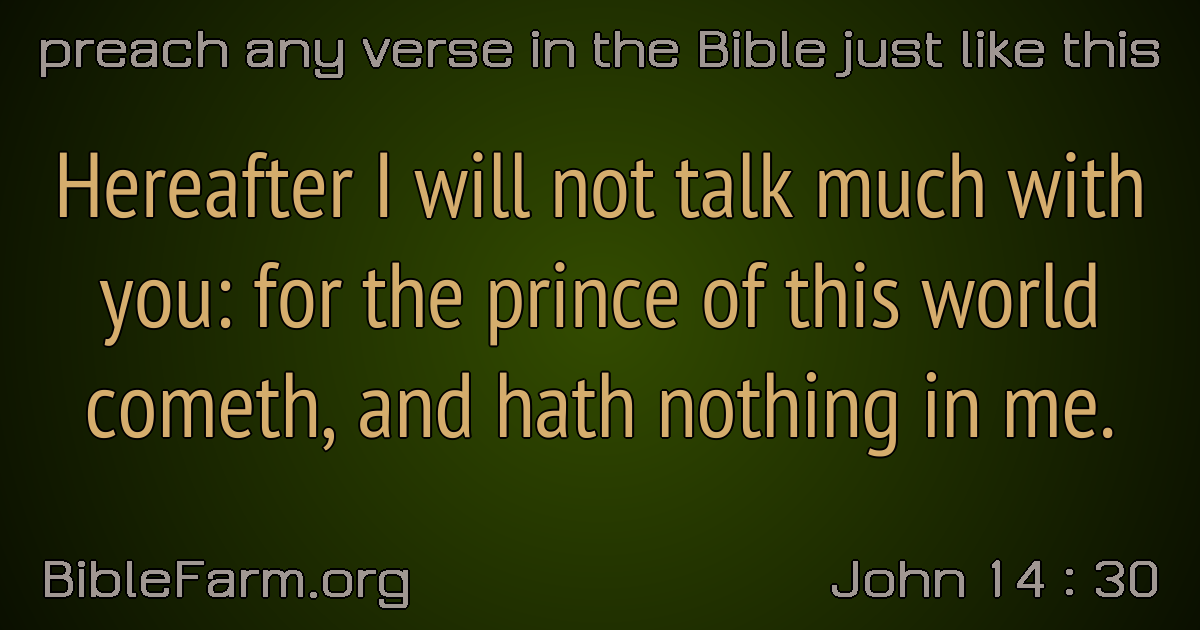 preach any verse in the Bible just like this
Hereafter I will not talk much with
you: for the prince of this world
cometh, and hath nothing in me.
BibleFarm.org
John 14 : 30